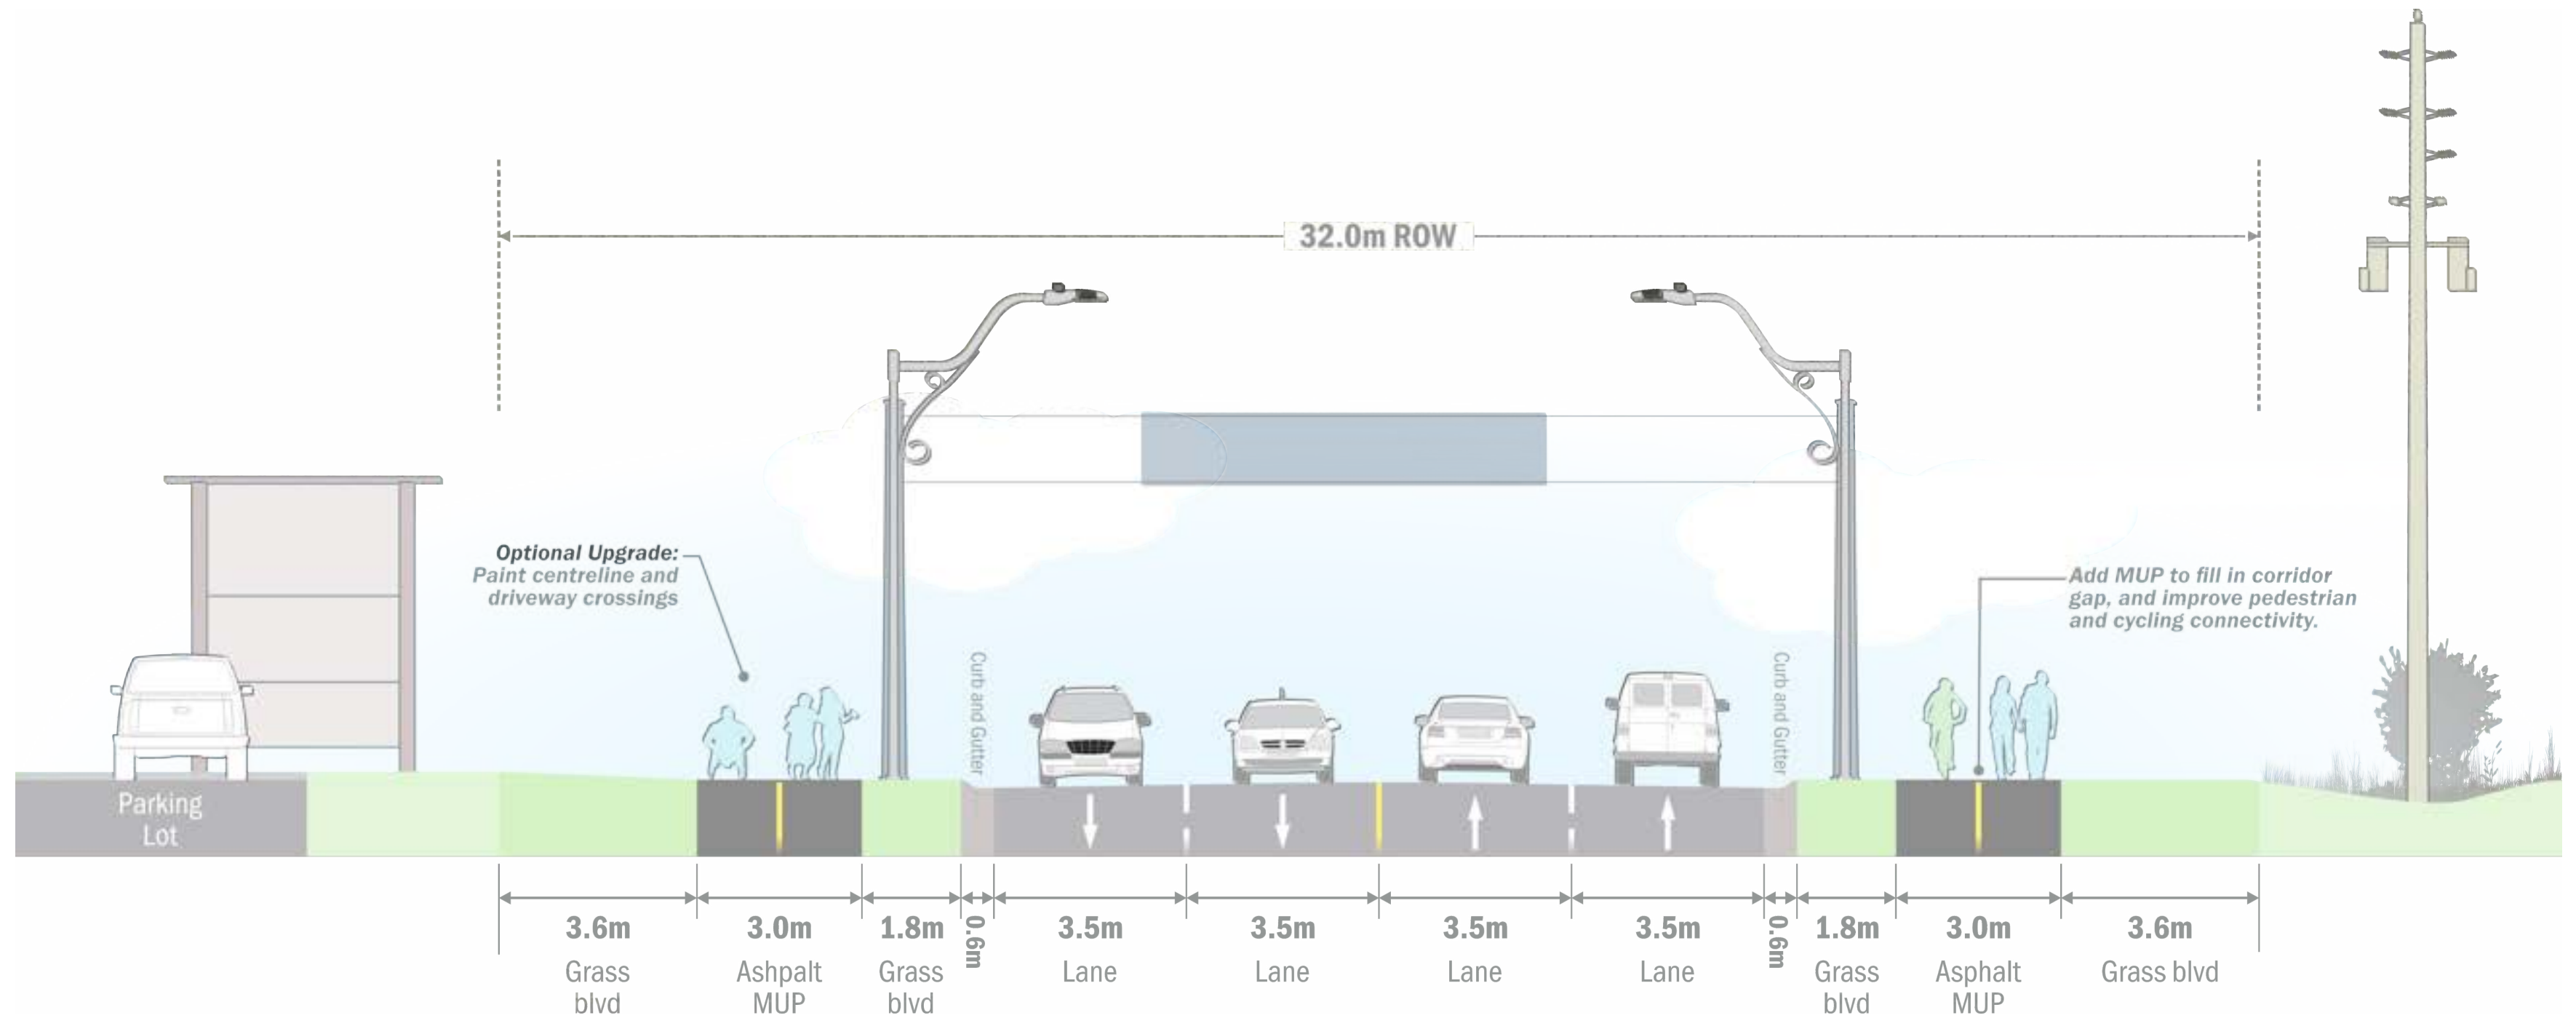 32.0m ROW
Optional Upgrade:
Paint centreline and
driveway crossings
Add MUP to fill in corridor
gap, and improve pedestrian
and cycling connectivity.
Curb and Gutter
Curb and Gutter
Parking
Lot
3.6m
Grass
blvd
3.0m
Ashpalt
MUP
1.8m
Grass
blvd
0.6m
3.5m
Lane
3.5m
Lane
3.5m
Lane
3.5m
Lane
0.6m
1.8m
Grass
blvd
3.0m
Asphalt
MUP
3.6m
Grass blvd